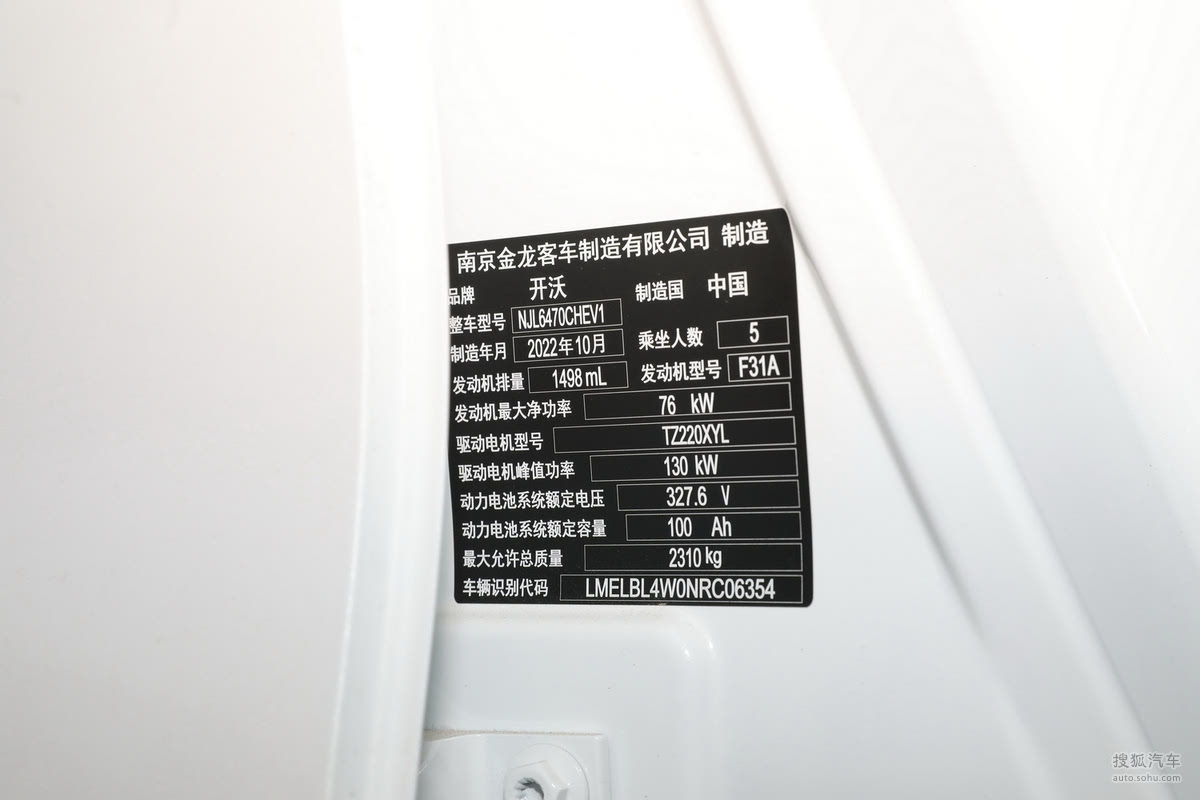 南京金龙客车制造有限公司 制造
品牌 开沃 制造国 中国
整车型号 NJL6470CHEV1
制造年月 2022年10月 乘坐人数 5
发动机排量 1498 mL 发动机型号 F31A
发动机最大净功率 76 kW
驱动电机型号 TZ220XYL
驱动电机峰值功率 130 kW
动力电池系统额定电压 327.6 V
动力电池系统额定容量 100 Ah
最大允许总质量 2310 kg
车辆识别代码 LMELBL4W0NRC06354
搜狐汽车
auto.sohu.com